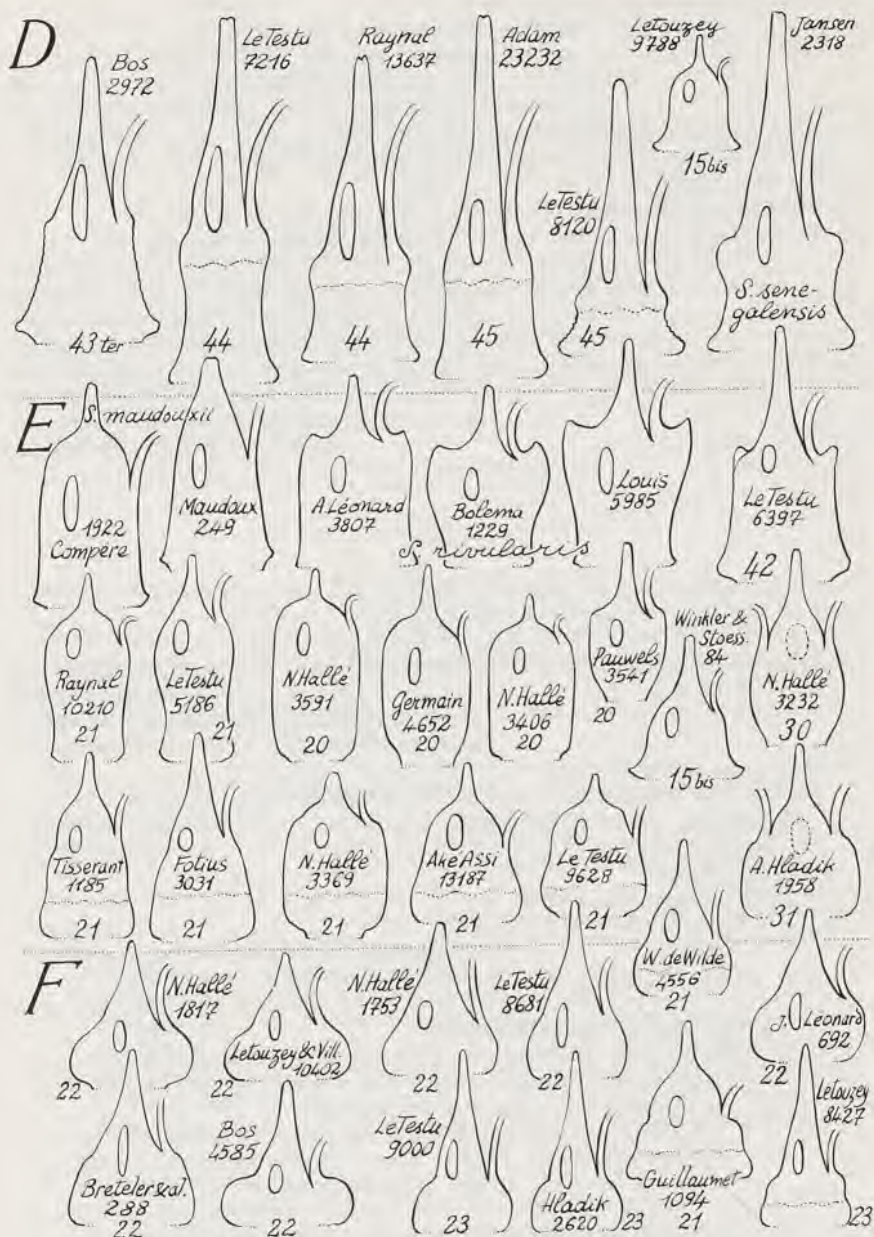 D
Bos
2972
43 ter
Le Testu
7216
44
Raynal
13637
44
Adam
23232
45
Le Testu
8120
45
Letouzey
9788
15 bis
Jansen
2318
S. sene-
galensis
E
S. maudouxii
1922
Compère
Maudoux
249
A. Léonard
3807
Bolema
1229
S. rivularis
Louis
5985
Le Testu
6397
42
Raynal
10210
21
Le Testu
5186
21
N. Hallé
3591
20
Germain
4652
20
N. Hallé
3406
20
Pauwels
3541
20
Winkler &
Stoess.
84
15 bis
N. Hallé
3232
30
Tisserant
1185
21
Fotius
3031
21
N. Hallé
3369
21
Aké Assi
13187
21
Le Testu
9628
21
W. de Wilde
4556
21
A. Hladik
1958
31
F
N. Hallé
1817
22
Letouzey & Vill.
10402
22
N. Hallé
1753
22
Le Testu
8681
22
J. Léonard
692
22
Breteler & al.
288
22
Bos
4585
22
Le Testu
9000
23
Hladik
2620
23
Guillaumet
1094
21
Letouzey
8427
23